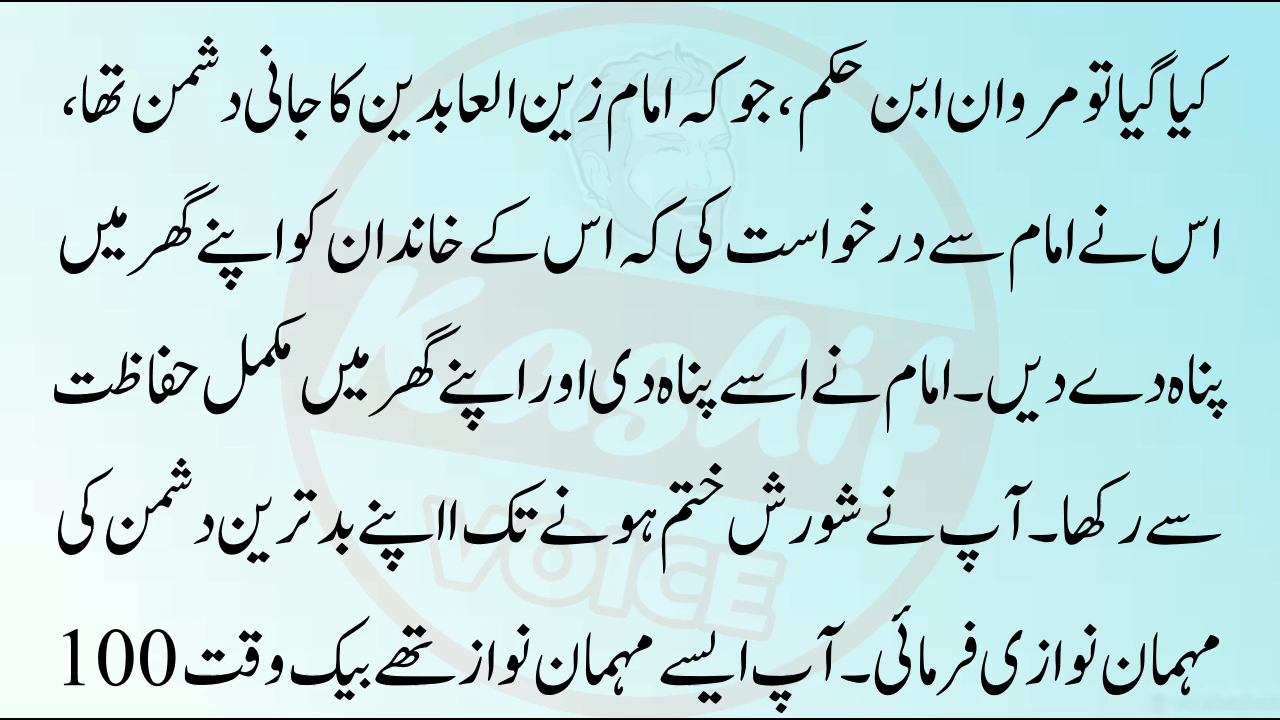 کیا گیا تو مروان ابن حکم، جو کہ امام زین العابدین کا جانی دشمن تھا،
اس نے امام سے درخواست کی کہ اس کے خاندان کو اپنے گھر میں
پناہ دے دیں۔ امام نے اسے پناہ دی اور اپنے گھر میں مکمل حفاظت
سے رکھا۔ آپ نے شورش ختم ہونے تک ااپنے بدترین دشمن کی
مہمان نوازی فرمائی۔ آپ ایسے مہمان نواز تھے بیک وقت 100
Kashif
VOICE